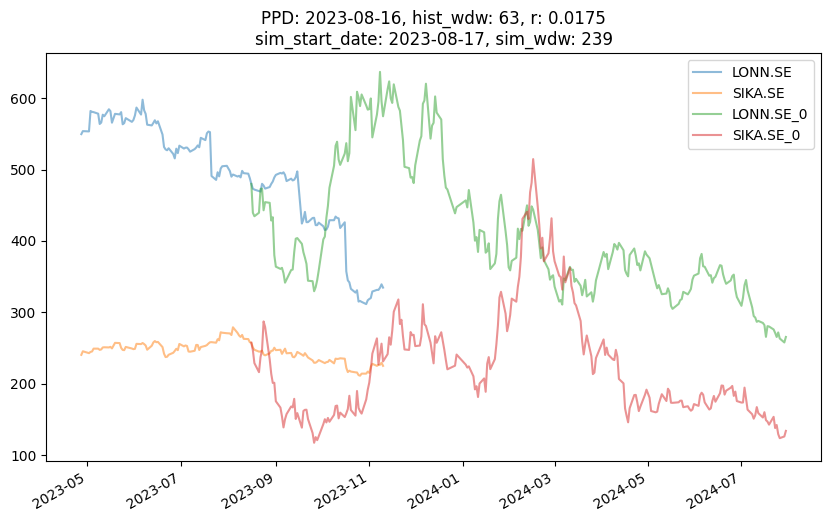 PPD: 2023-08-16, hist_wdw: 63, r: 0.0175
sim_start_date: 2023-08-17, sim_wdw: 239
LONN.SE
SIKA.SE
LONN.SE_0
SIKA.SE_0
600
500
400
300
200
100
2023-05
2023-07
2023-09
2023-11
2024-01
2024-03
2024-05
2024-07